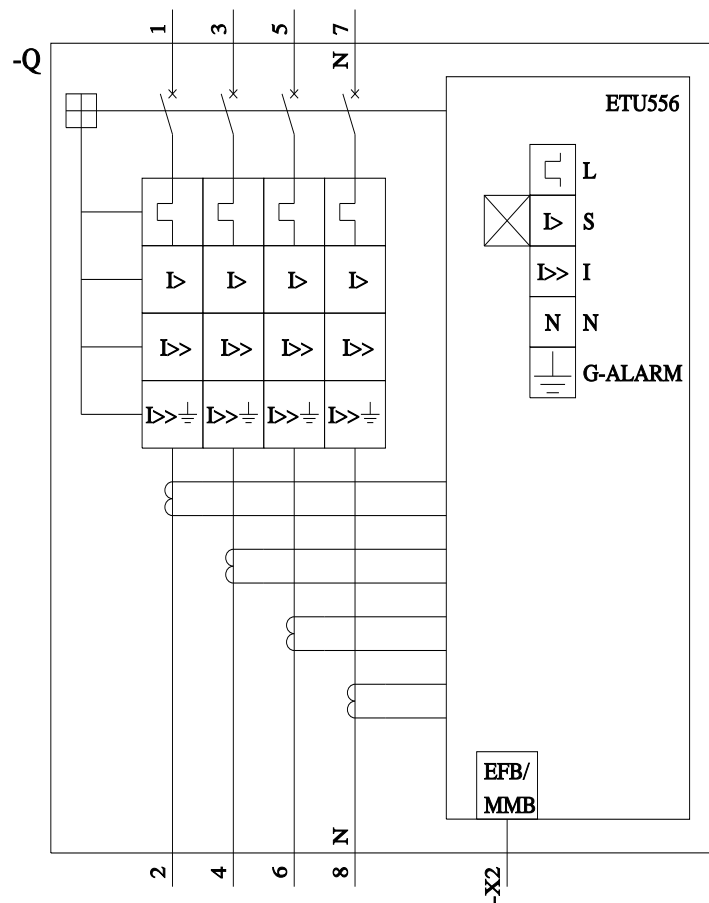 1 3 5 7
-Q
N
ETU556
L
I> S
I> I> I> I>
I>> I
I>> I>> I>> I>>
N N
G-ALARM
I>> I>> I>> I>>
EFB/
MMB
N
2 4 6 8
-X2